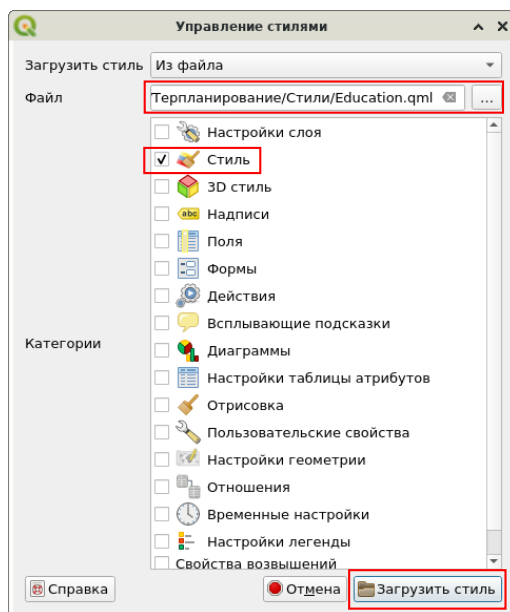 Управление стилями
Загрузить стиль Из файла
Файл Терпланирование/Стили/Education.qml ...
Настройки слоя
Стиль
3D стиль
abc Надписи
Поля
Формы
Действия
Всплывающие подсказки
Категории
Диаграммы
Настройки таблицы атрибутов
Отрисовка
Пользовательские свойства
Настройки геометрии
Отношения
Временные настройки
Настройки легенды
Свойства возвышений
Справка Отмена Загрузить стиль